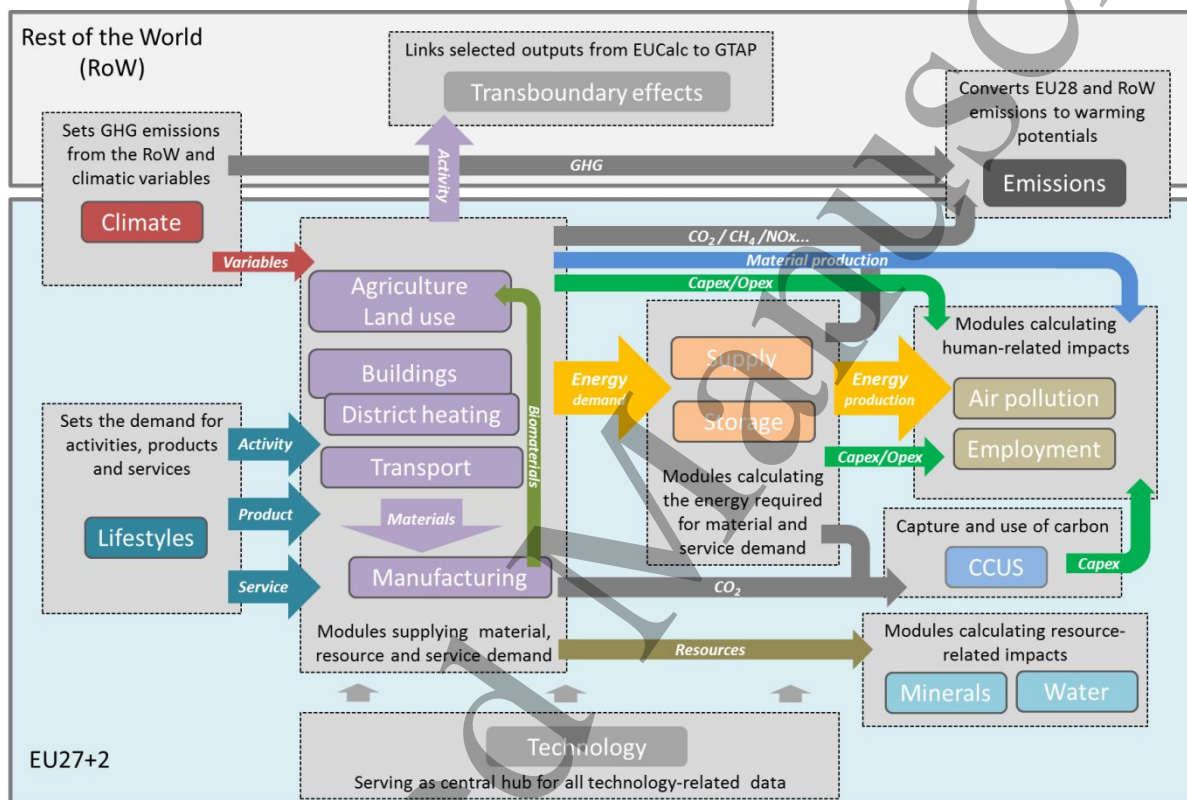 Rest of the World
(RoW)
Links selected outputs from EUCalc to GTAP
Transboundary effects
Converts EU28 and RoW
emissions to warming
potentials
Emissions
Sets GHG emissions
from the RoW and
climatic variables
Climate
GHG
Activity
Variables
CO2 / CH4 /NOx...
Material production
Capex/Opex
Agriculture
Land use
Buildings
District heating
Transport
Materials
Manufacturing
Biomaterials
Modules supplying material,
resource and service demand
Sets the demand for
activities, products
and services
Lifestyles
Activity
Product
Service
Energy
demand
Supply
Storage
Modules calculating
the energy required
for material and
service demand
Energy
production
Capex/Opex
Modules calculating
human-related impacts
Air pollution
Employment
Capture and use of carbon
CCUS
Capex
CO2
Resources
Modules calculating resource-
related impacts
Minerals
Water
Technology
Serving as central hub for all technology-related data
EU27+2
d Manusc